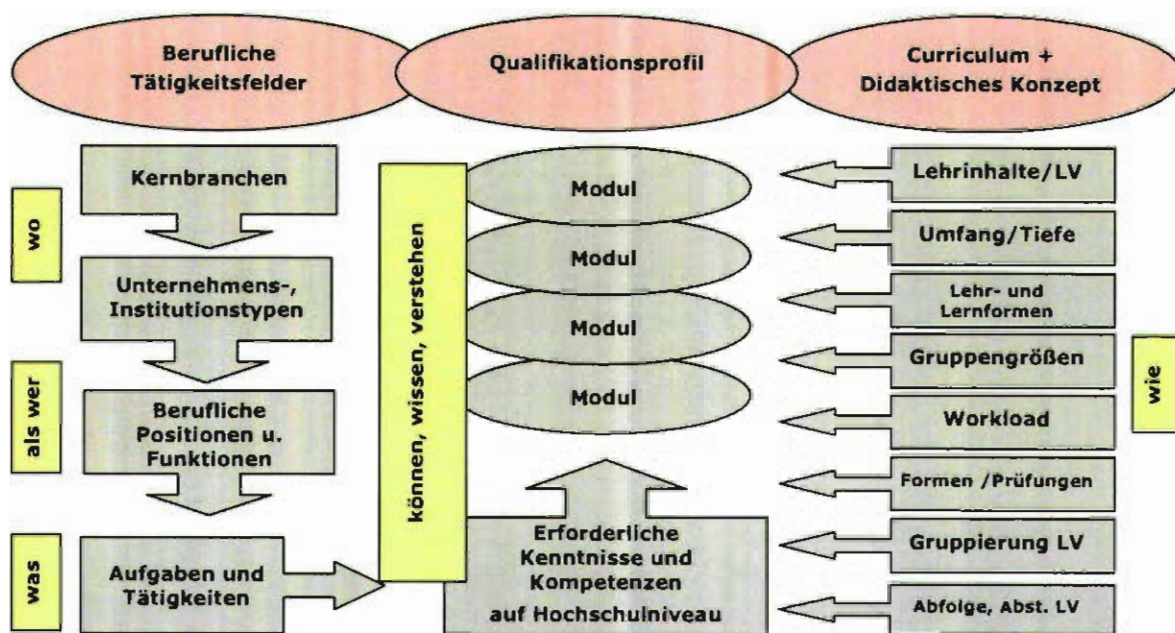 Berufliche
Tätigkeitsfelder
Qualifikationsprofil
Curriculum +
Didaktisches Konzept
wo
als wer
was
Kernbranchen
Unternehmens-,
Institutionstypen
Berufliche
Positionen u.
Funktionen
Aufgaben und
Tätigkeiten
können, wissen, verstehen
Modul
Modul
Modul
Modul
Erforderliche
Kenntnisse und
Kompetenzen
auf Hochschulniveau
Lehrinhalte/LV
Umfang/Tiefe
Lehr- und
Lernformen
Gruppengrößen
Workload
Formen /Prüfungen
Gruppierung LV
Abfolge, Abst. LV
wie